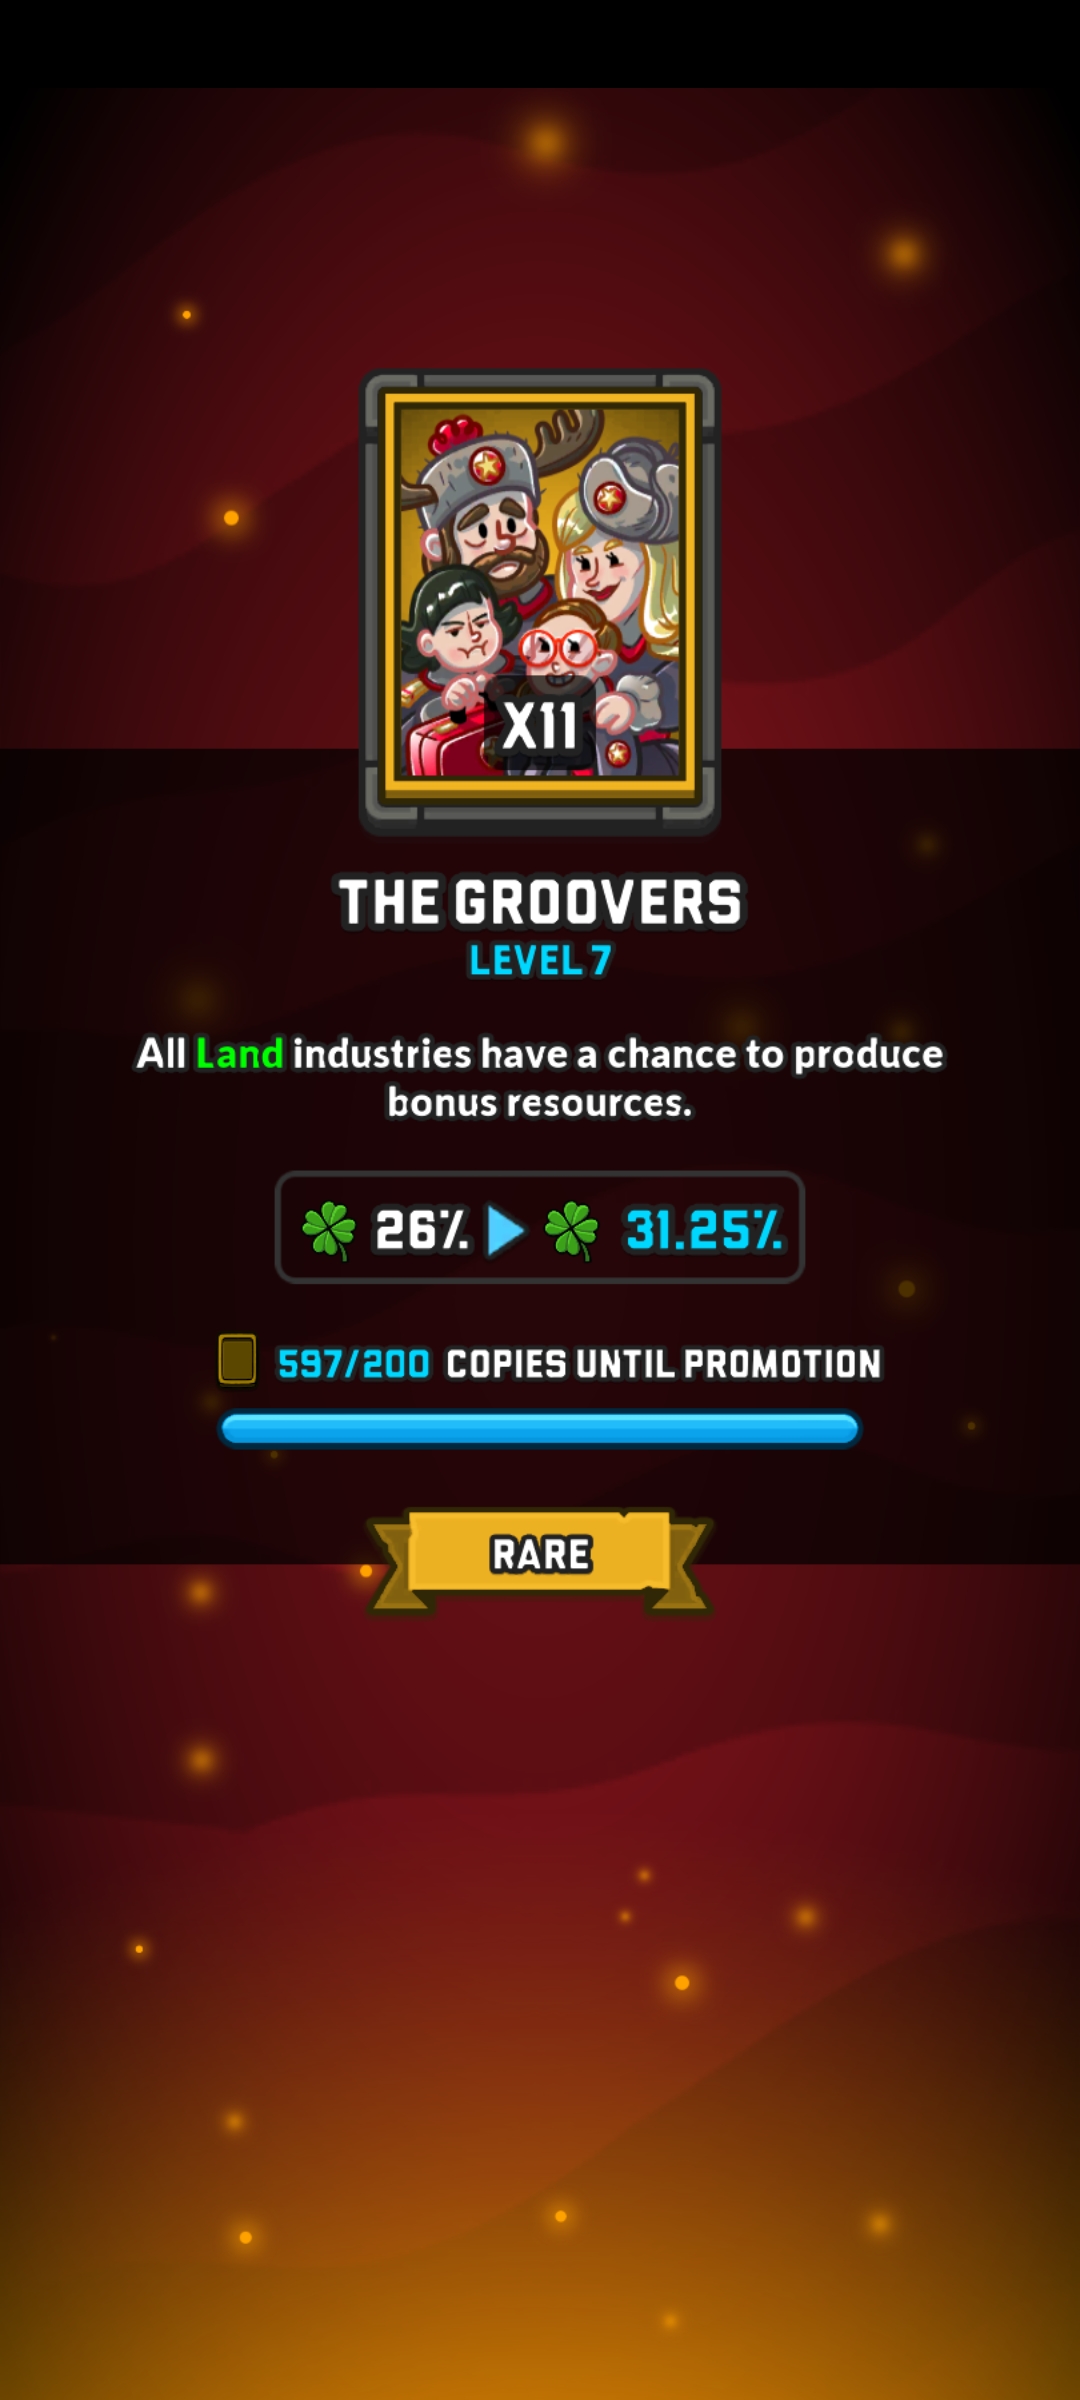 X11
THE GROOVERS
LEVEL 7
All Land industries have a chance to produce
bonus resources.
26% 31.25%
597/200 COPIES UNTIL PROMOTION
RARE